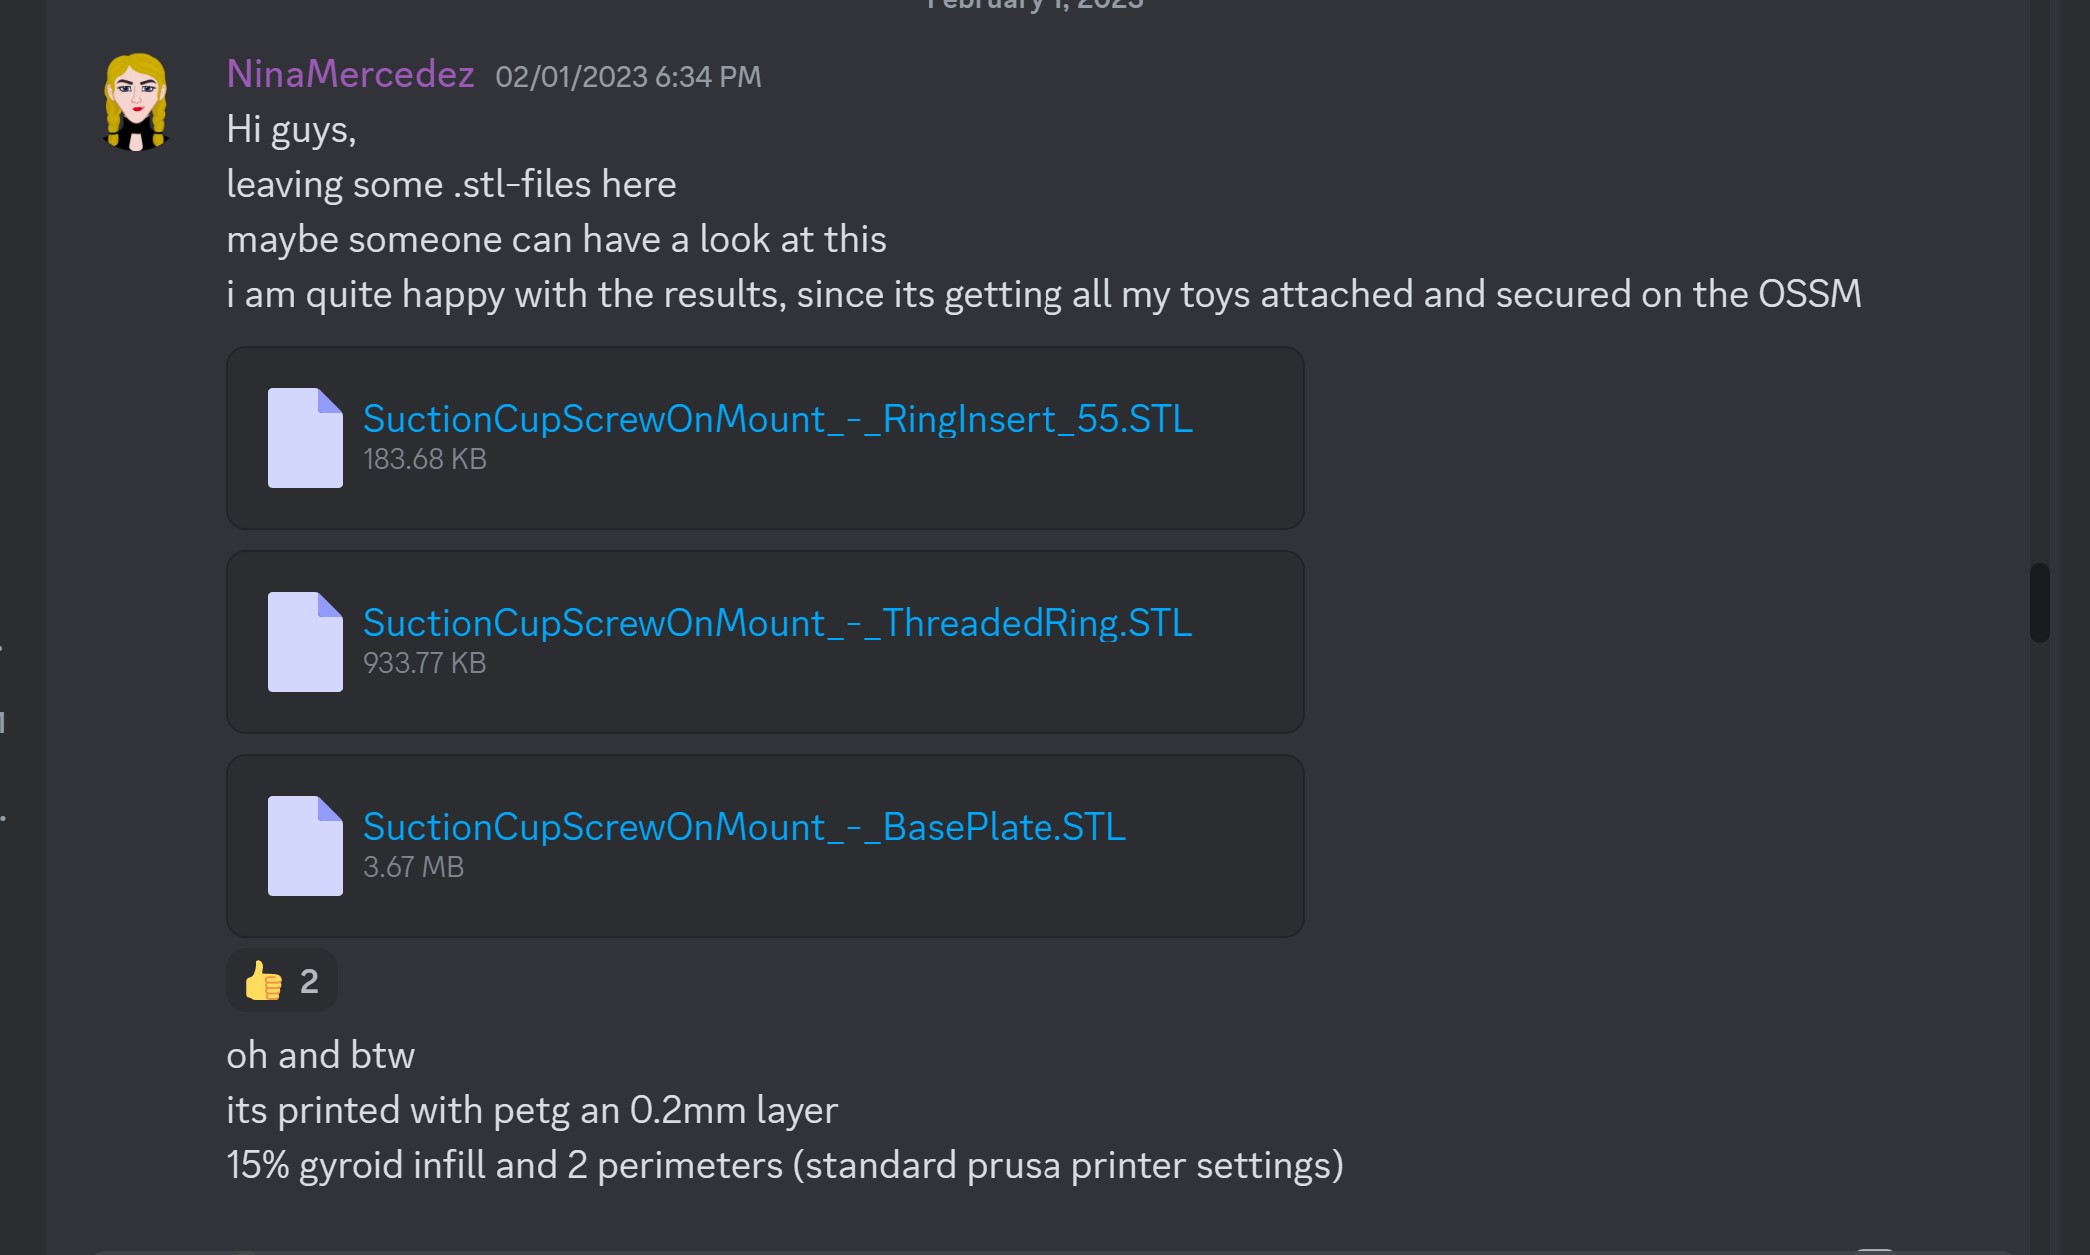 February 1, 2023
NinaMercedez 02/01/2023 6:34 PM
Hi guys,
leaving some .stl-files here
maybe someone can have a look at this
i am quite happy with the results, since its getting all my toys attached and secured on the OSSM
SuctionCupScrewOnMount_-_RingInsert_55.STL
183.68 KB
SuctionCupScrewOnMount_-_ThreadedRing.STL
933.77 KB
SuctionCupScrewOnMount_-_BasePlate.STL
3.67 MB
👍 2
oh and btw
its printed with petg an 0.2mm layer
15% gyroid infill and 2 perimeters (standard prusa printer settings)